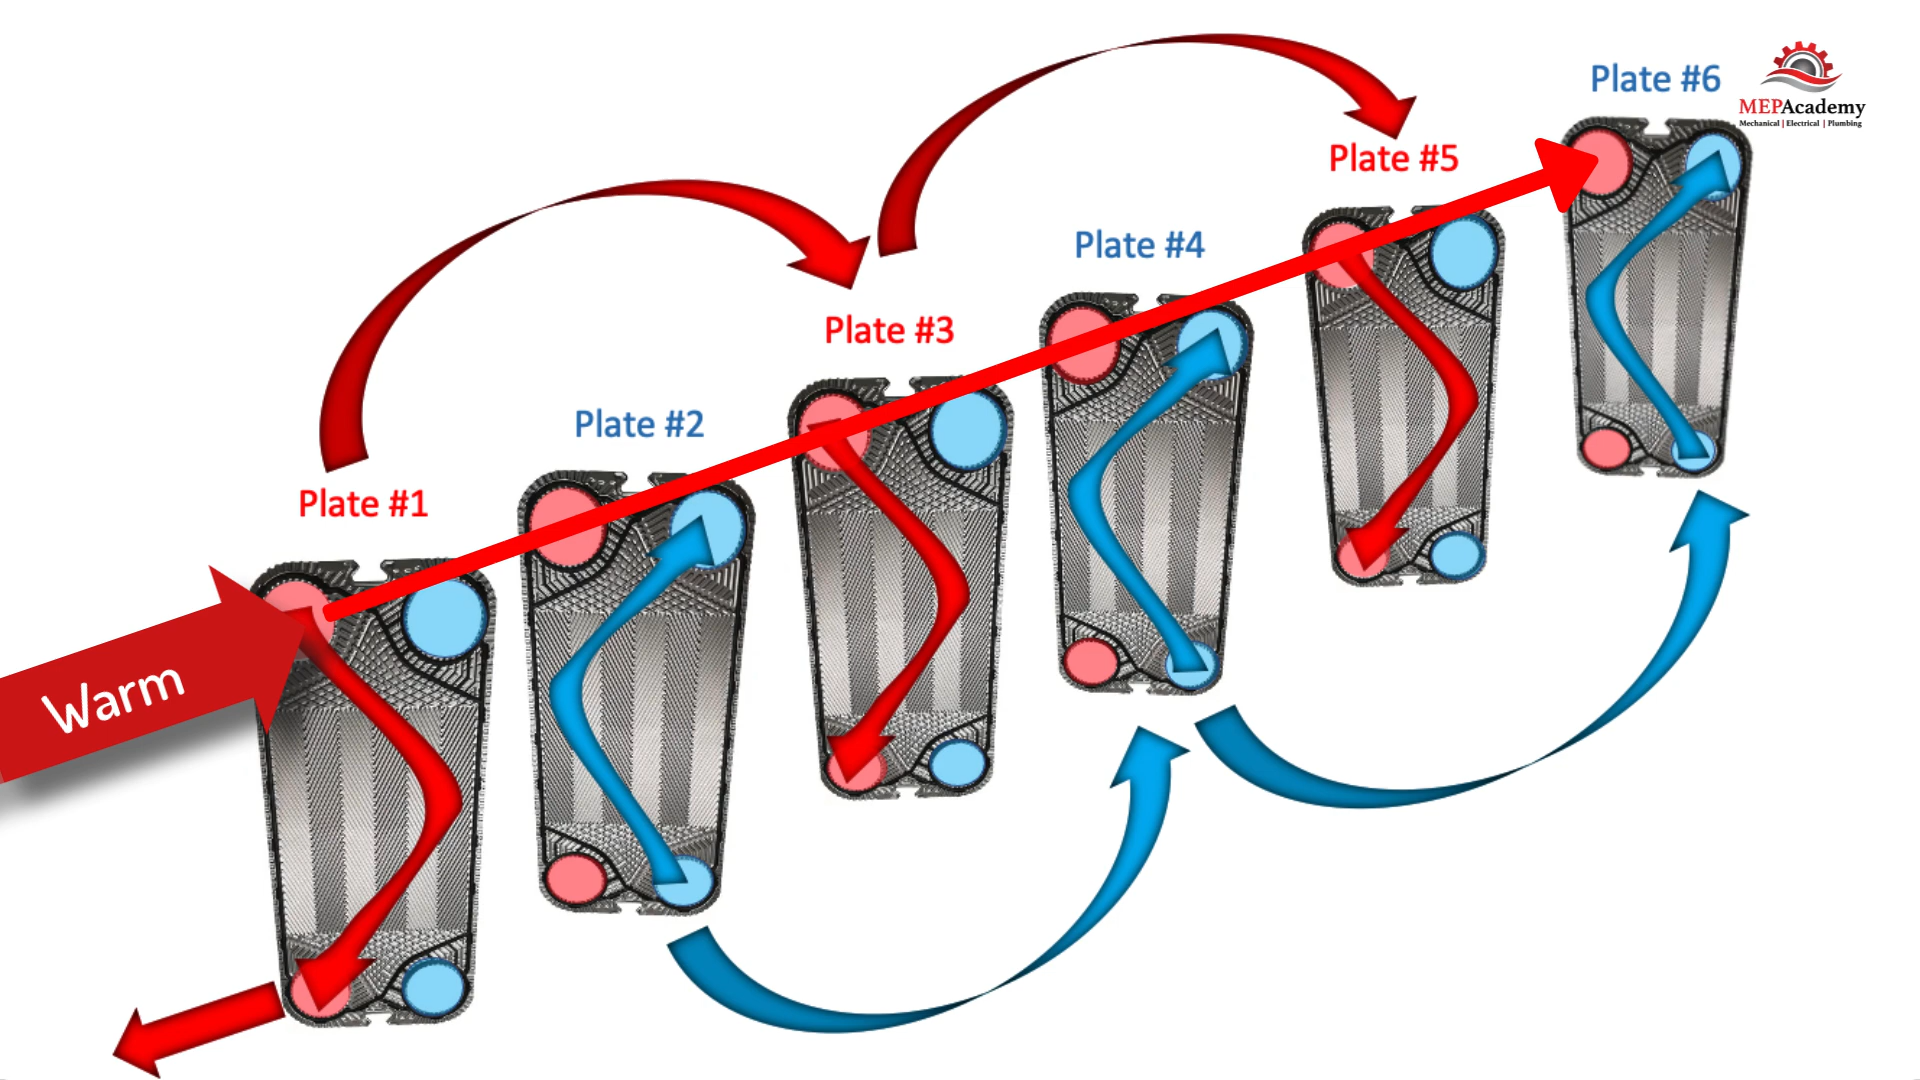 Plate #6
MEPAcademy
Mechanical | Electrical | Plumbing
Plate #5
Plate #4
Plate #3
Plate #2
Plate #1
Warm